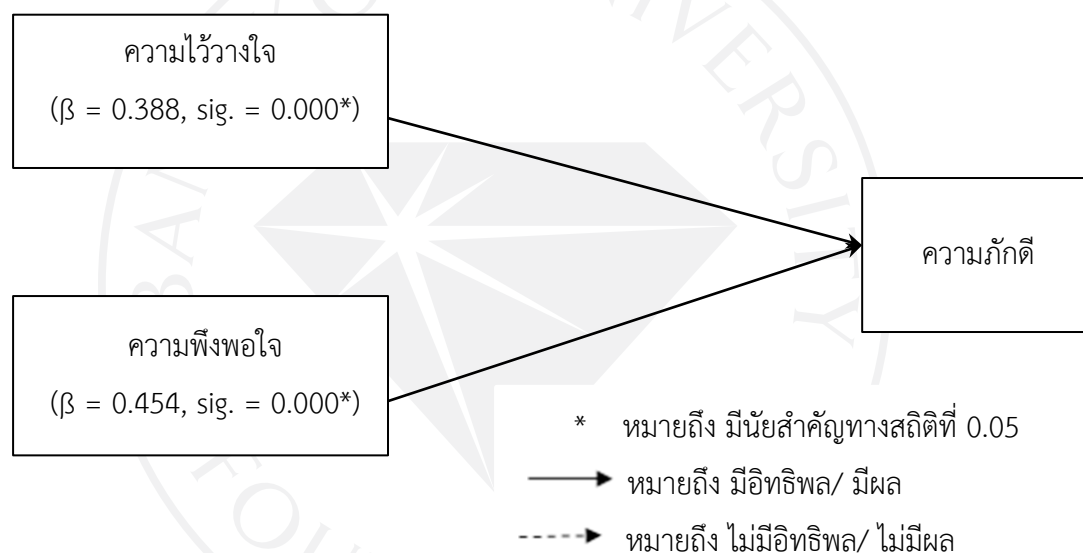 ความไว้วางใจ
(ß = 0.388, sig. = 0.000*)
ความภักดี
ความพึงพอใจ
(ß = 0.454, sig. = 0.000*)
* หมายถึง มีนัยสำคัญทางสถิติที่ 0.05
หมายถึง มีอิทธิพล/ มีผล
หมายถึง ไม่มีอิทธิพล/ ไม่มีผล